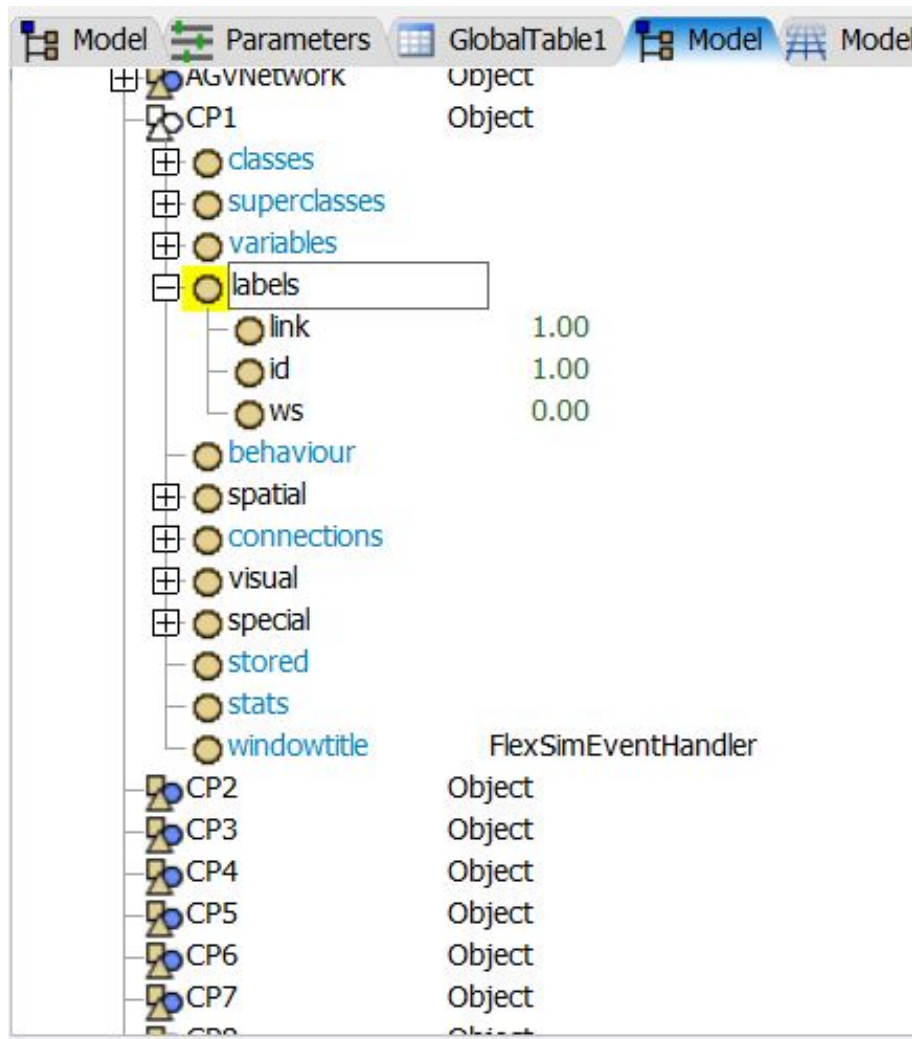 Model Parameters GlobalTable1 Model Model
AGVNetwork Object
CP1 Object
classes
superclasses
variables
labels
link 1.00
id 1.00
ws 0.00
behaviour
spatial
connections
visual
special
stored
stats
windowtitle FlexSimEventHandler
CP2 Object
CP3 Object
CP4 Object
CP5 Object
CP6 Object
CP7 Object